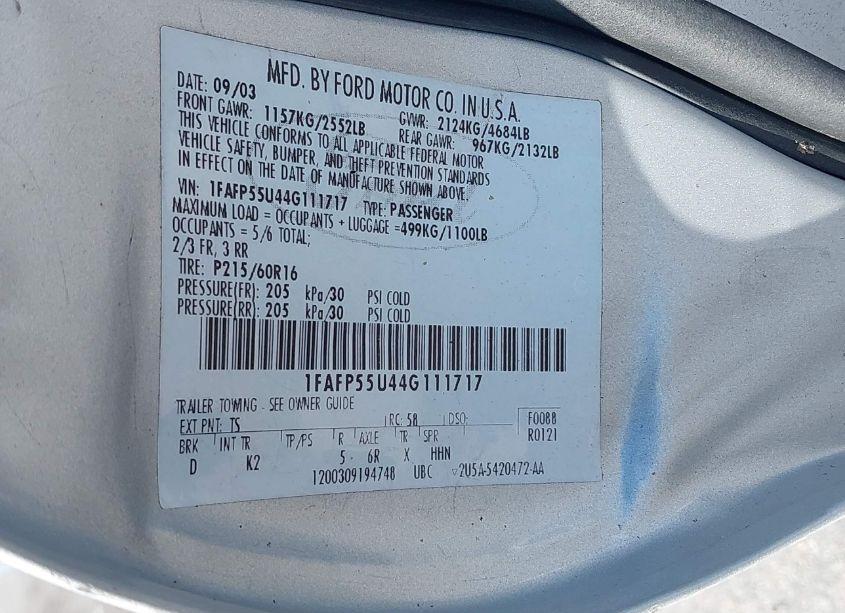 MFD. BY FORD MOTOR CO. IN U.S.A.
DATE: 09/03 GVWR: 2124KG/4684LB
FRONT GAWR: 1157KG/2552LB REAR GAWR: 967KG/2132LB
THIS VEHICLE CONFORMS TO ALL APPLICABLE FEDERAL MOTOR
VEHICLE SAFETY, BUMPER, AND THEFT PREVENTION STANDARDS
IN EFFECT ON THE DATE OF MANUFACTURE SHOWN ABOVE.
VIN: 1FAFP55U44G111717 TYPE: PASSENGER
MAXIMUM LOAD = OCCUPANTS + LUGGAGE =499KG/1100LB
OCCUPANTS = 5/6 TOTAL;
2/3 FR, 3 RR
TIRE: P215/60R16
PRESSURE(FR): 205 kPa/30 PSI COLD
PRESSURE(RR): 205 kPa/30 PSI COLD
1FAFP55U44G111717
TRAILER TOWING - SEE OWNER GUIDE
EXT PNT: TS RC: 58 DSO: F0088
BRK INT TR TP/PS R AXLE TR SPR R0121
D K2 5 6R X HHN
1200309194748 UBC 2U5A-5420472-AA